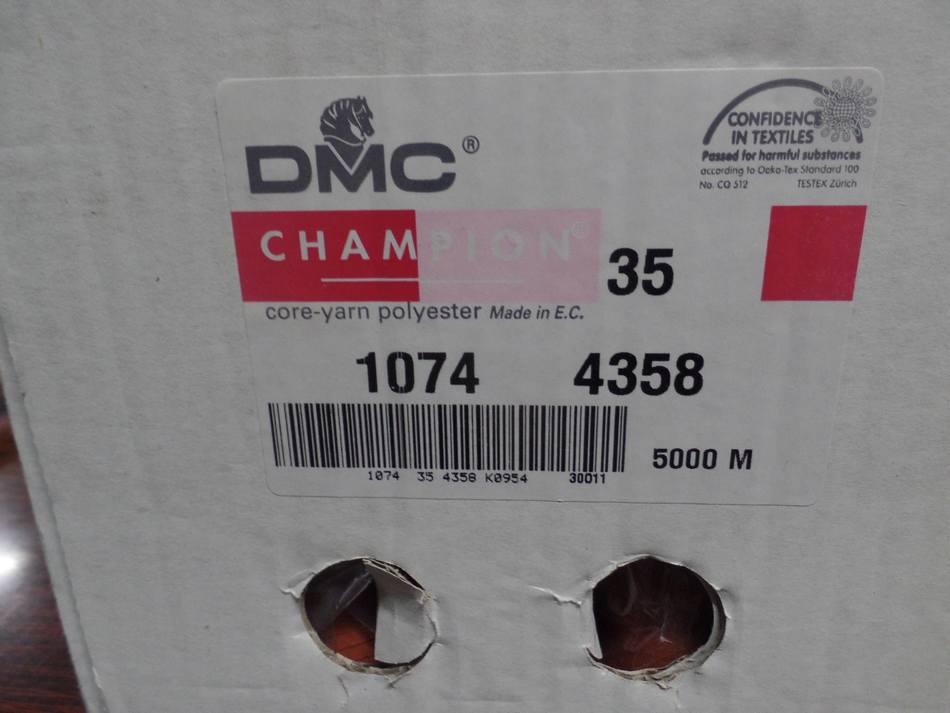 DMC®
CONFIDENCE
IN TEXTILES
Passed for harmful substances
according to Oeko-Tex Standard 100
No. CQ 512 TESTEX Zürich
CHAMPION® 35
core-yarn polyester Made in E.C.
1074 4358
5000 M
1074 35 4358 K0954 30011